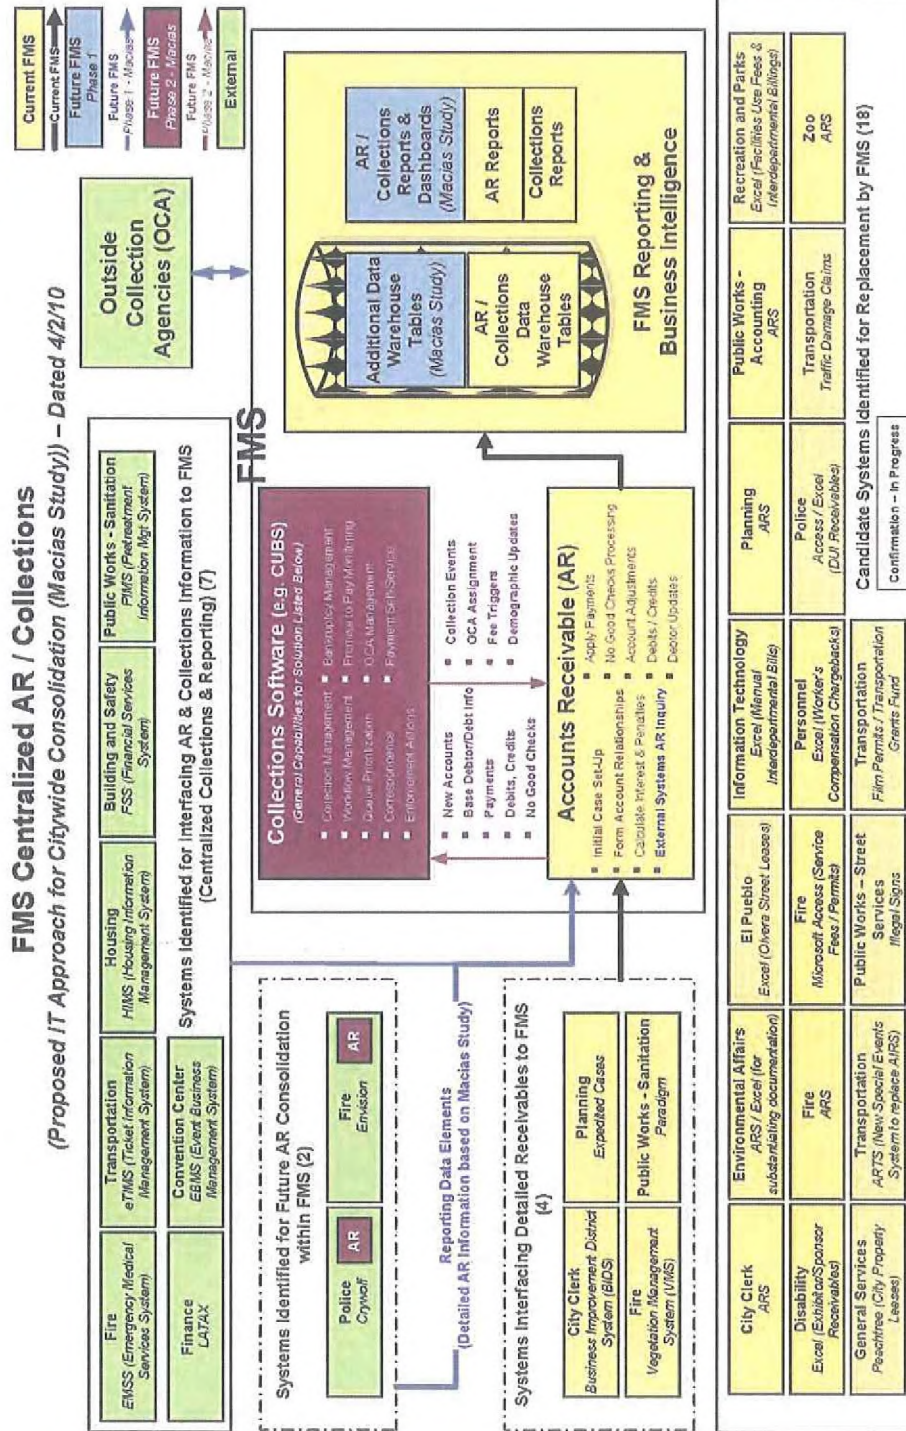 FMS Centralized AR / Collections
(Proposed IT Approach for Citywide Consolidation (Macias Study)) – Dated 4/2/10
Current FMS
Current FMS
Future FMS
Phase 1
Future FMS
Phase 1 - Macias
Future FMS
Phase 2 - Macias
Future FMS
Phase 2 - Macias
External
Fire
EMSS (Emergency Medical
Services System)
Transportation
eTIMS (Ticket Information
Management System)
Housing
HIMS (Housing Information
Management System)
Building and Safety
FSS (Financial Services
System)
Public Works - Sanitation
PIMS (Pretreatment
Information Mgt System)
Finance
LATAX
Convention Center
EBMS (Event Business
Management System)
Systems Identified for Interfacing AR & Collections Information to FMS
(Centralized Collections & Reporting) (7)
Outside
Collection
Agencies (OCA)
Systems Identified for Future AR Consolidation
within FMS (2)
Police
Crywolf
AR
Fire
Envision
AR
Reporting Data Elements
(Detailed AR Information based on Macias Study)
Systems Interfacing Detailed Receivables to FMS
(4)
City Clerk
Business Improvement District
System (BIDS)
Planning
Expedited Cases
Fire
Vegetation Management
System (VMS)
Public Works - Sanitation
Paradigm
FMS
Collections Software (e.g. CUBS)
(General Capabilities for Solution Listed Below)
Collection Management
Workflow Management
Queue Prioritization
Correspondence
Enforcement Actions
Bankruptcy Management
Promise to Pay Monitoring
OCA Management
Payment Self-Service
New Accounts
Base Debtor/Debt Info
Payments
Debits, Credits
No Good Checks
Collection Events
OCA Assignment
Fee Triggers
Demographic Updates
Accounts Receivable (AR)
Initial Case Set-Up
Form Account Relationships
Calculate Interest & Penalties
External Systems AR Inquiry
Apply Payments
No Good Checks Processing
Account Adjustments
Debits / Credits
Debtor Updates
Additional Data
Warehouse
Tables
(Macias Study)
AR /
Collections
Data
Warehouse
Tables
AR /
Collections
Reports &
Dashboards
(Macias Study)
AR Reports
Collections
Reports
FMS Reporting &
Business Intelligence
City Clerk
ARS
Environmental Affairs
ARS / Excel (for
substantiating documentation)
El Pueblo
Excel (Olvera Street Leases)
Information Technology
Excel (Manual
Interdepartmental Bills)
Planning
ARS
Public Works -
Accounting
ARS
Recreation and Parks
Excel (Facilities Use Fees &
Interdepartmental Billings)
Disability
Excel (Exhibitor/Sponsor
Receivables)
Fire
ARS
Fire
Microsoft Access (Service
Fees / Permits)
Personnel
Excel (Worker's
Compensation Chargebacks)
Police
Access / Excel
(DUI Receivables)
Transportation
Traffic Damage Claims
Zoo
ARS
General Services
Peachtree (City Property
Leases)
Transportation
ARTS (New Special Events
System to replace AIRS)
Public Works – Street
Services
Illegal Signs
Transportation
Film Permits / Transportation
Grants Fund
Candidate Systems Identified for Replacement by FMS (18)
Confirmation – In Progress